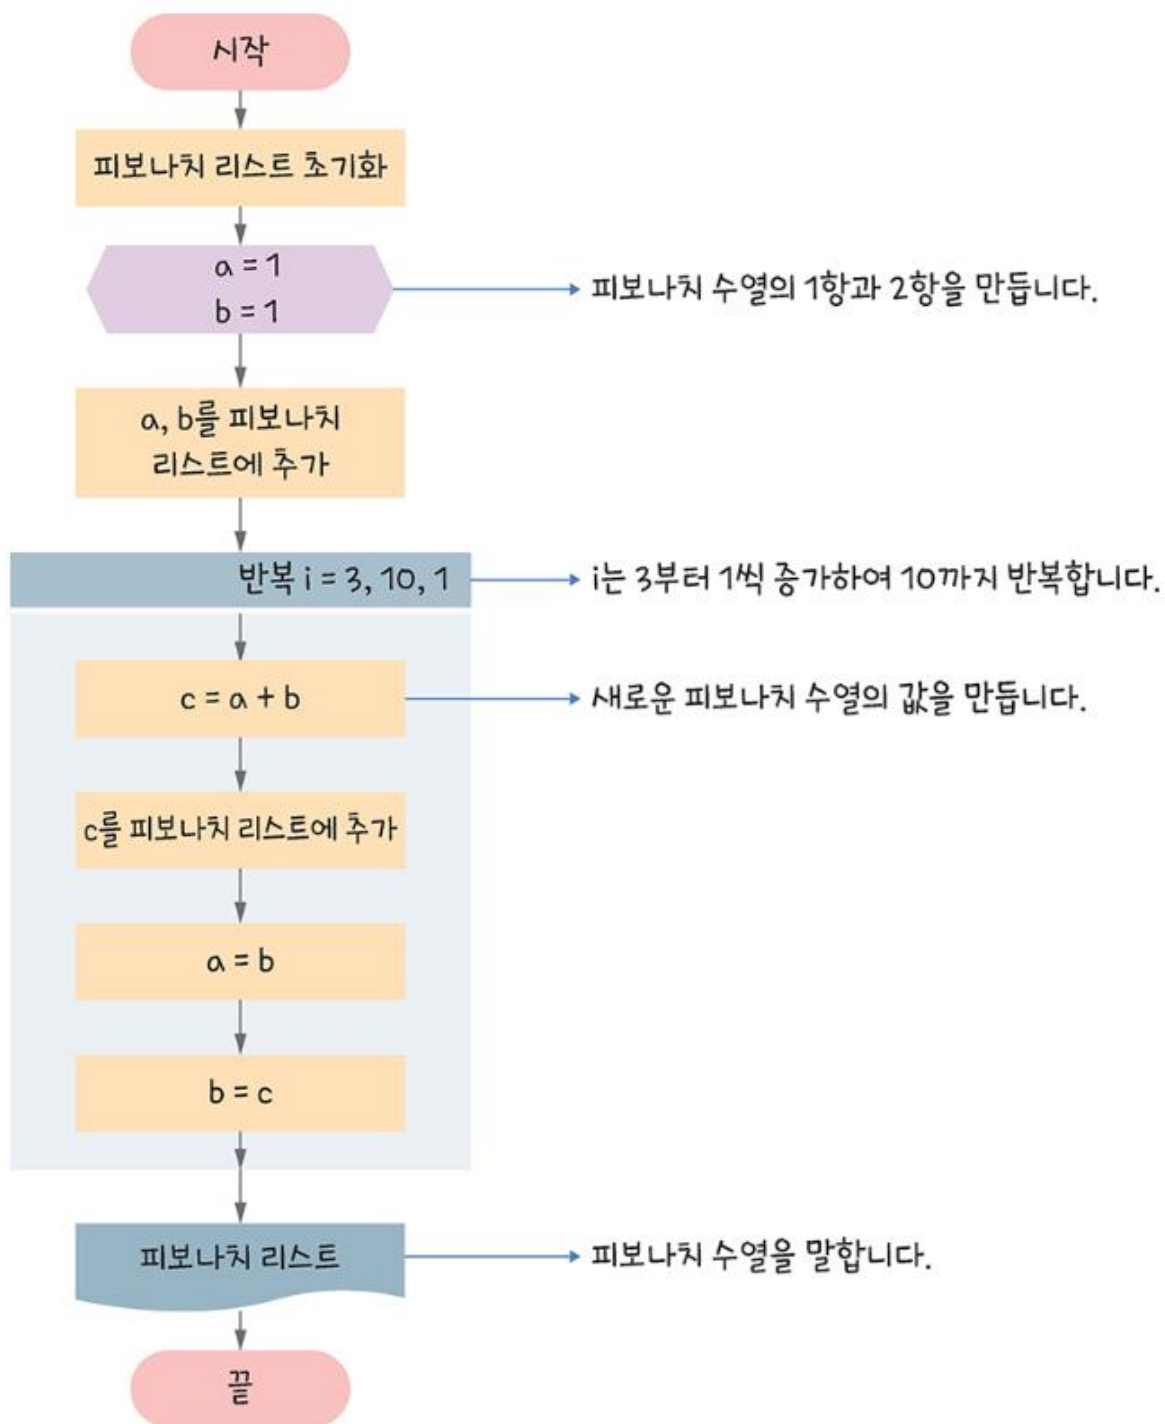 시작
피보나치 리스트 초기화
a = 1
b = 1
피보나치 수열의 1항과 2항을 만듭니다.
a, b를 피보나치
리스트에 추가
반복 i = 3, 10, 1
i는 3부터 1씩 증가하여 10까지 반복합니다.
c = a + b
새로운 피보나치 수열의 값을 만듭니다.
c를 피보나치 리스트에 추가
a = b
b = c
피보나치 리스트
피보나치 수열을 말합니다.
끝